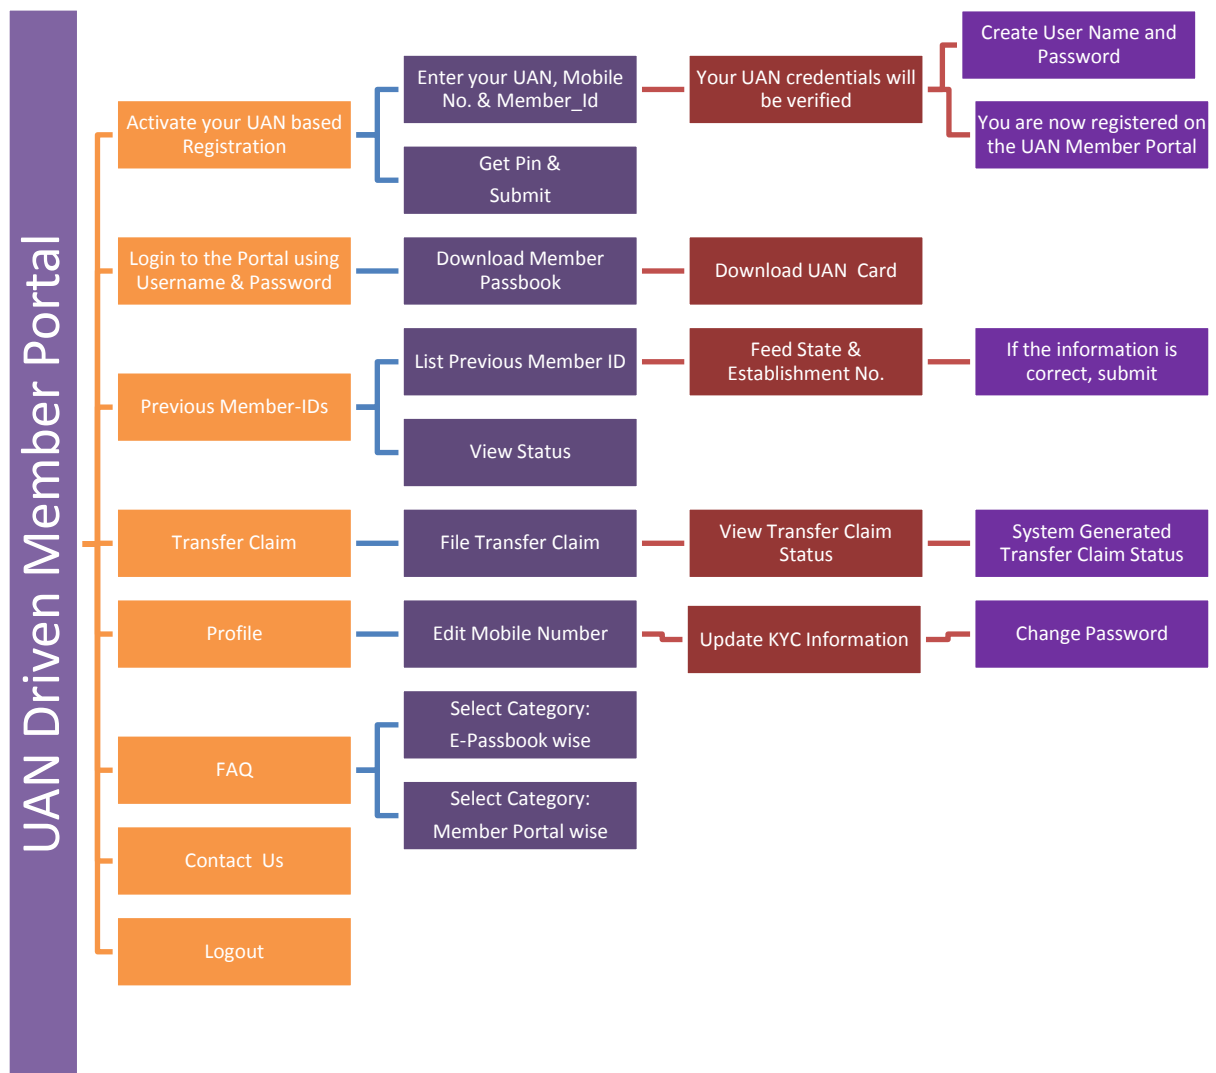 UAN Driven Member Portal
Activate your UAN based
Registration
Enter your UAN, Mobile
No. & Member_Id
Your UAN credentials will
be verified
Create User Name and
Password
You are now registered on
the UAN Member Portal
Get Pin &
Submit
Login to the Portal using
Username & Password
Download Member
Passbook
Download UAN Card
Previous Member-IDs
List Previous Member ID
Feed State &
Establishment No.
If the information is
correct, submit
View Status
Transfer Claim
File Transfer Claim
View Transfer Claim
Status
System Generated
Transfer Claim Status
Profile
Edit Mobile Number
Update KYC Information
Change Password
FAQ
Select Category:
E-Passbook wise
Select Category:
Member Portal wise
Contact Us
Logout